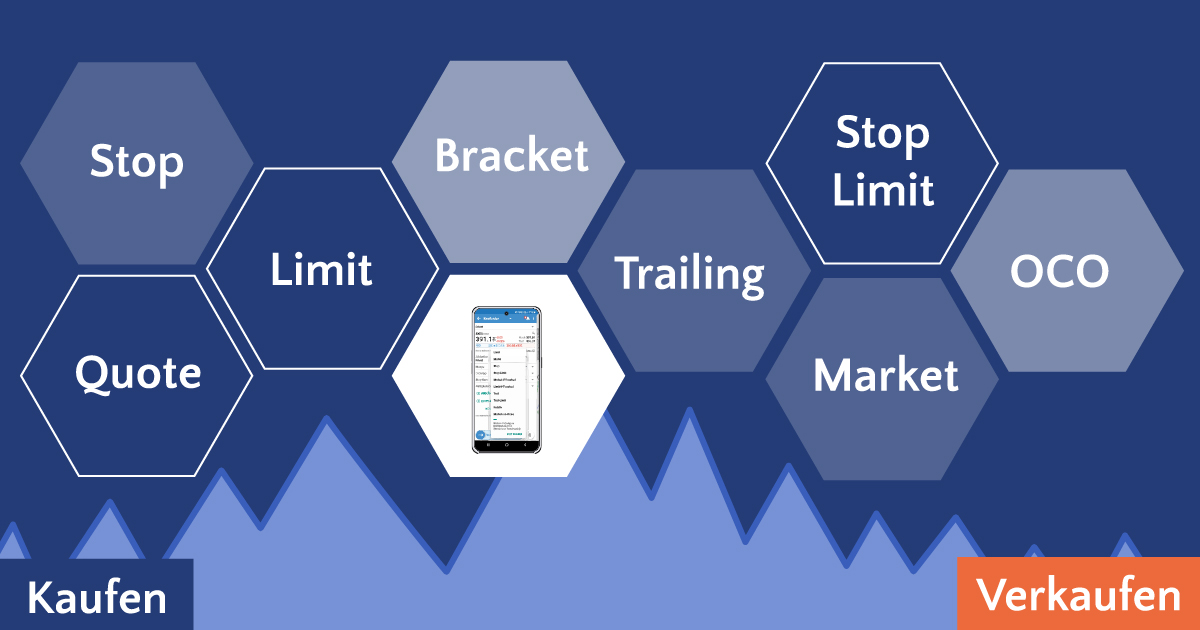 Stop
Bracket
Stop
Limit
Limit
Trailing
OCO
Quote
Market
Kaufen
Verkaufen